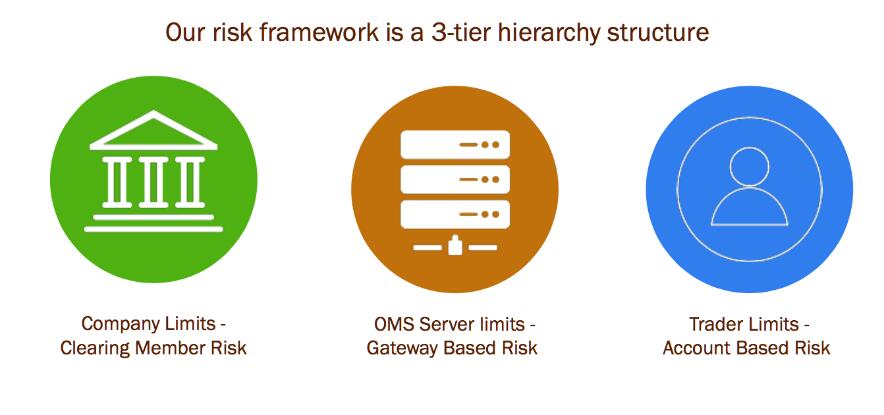 Our risk framework is a 3-tier hierarchy structure
Company Limits -
Clearing Member Risk
OMS Server limits -
Gateway Based Risk
Trader Limits -
Account Based Risk